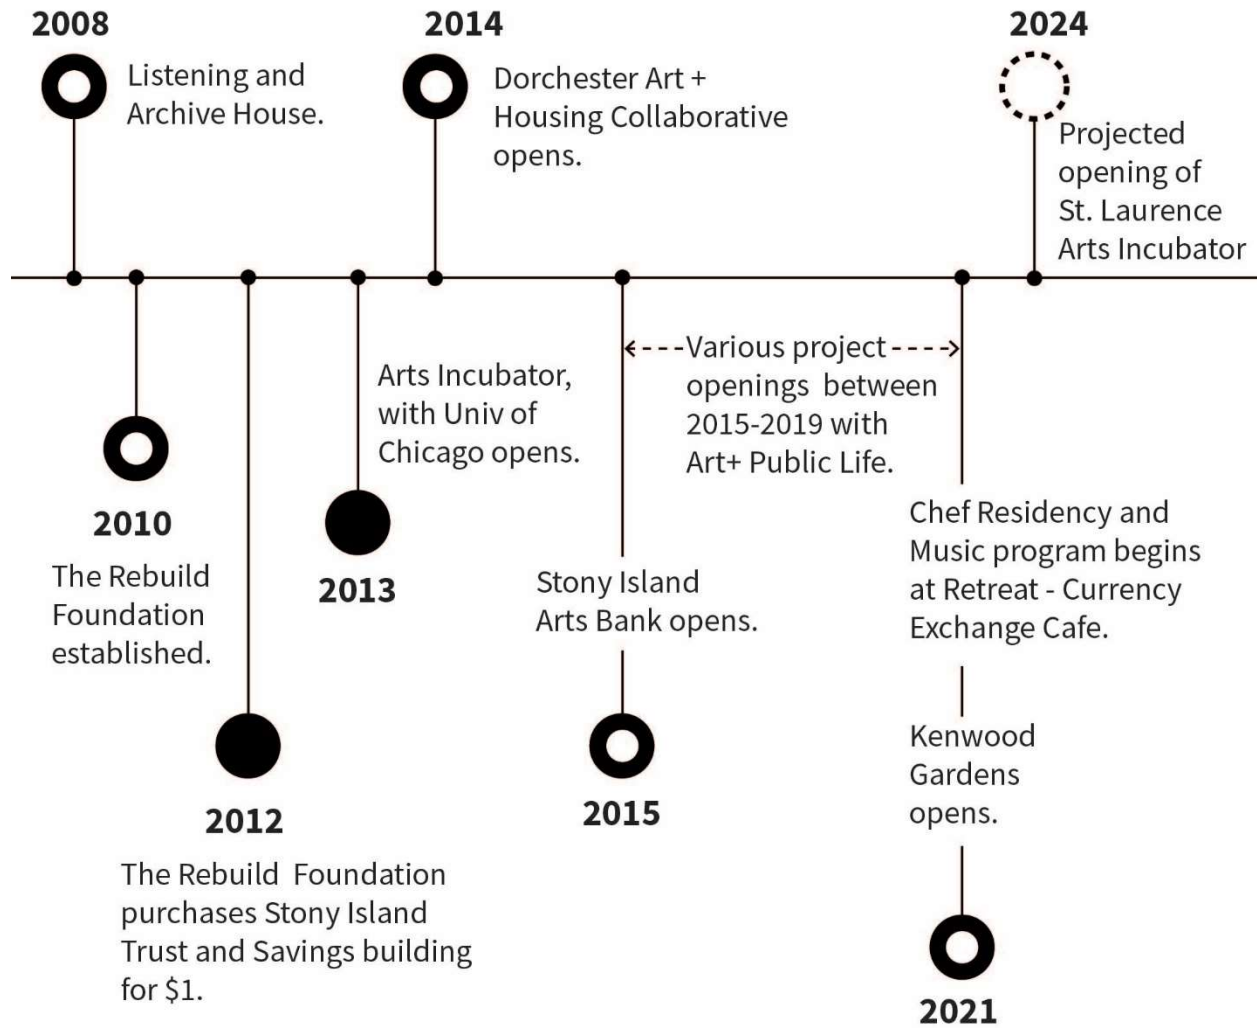 2008
Listening and
Archive House.
2014
Dorchester Art +
Housing Collaborative
opens.
2024
Projected
opening of
St. Laurence
Arts Incubator
2010
The Rebuild
Foundation
established.
2012
The Rebuild  Foundation
purchases Stony Island
Trust and Savings building
for $1.
Arts Incubator,
with Univ of
Chicago opens.
2013
Stony Island
Arts Bank opens.
2015
Various project
openings  between
2015-2019 with
Art+ Public Life.
Chef Residency and
Music program begins
at Retreat - Currency
Exchange Cafe.
Kenwood
Gardens
opens.
2021